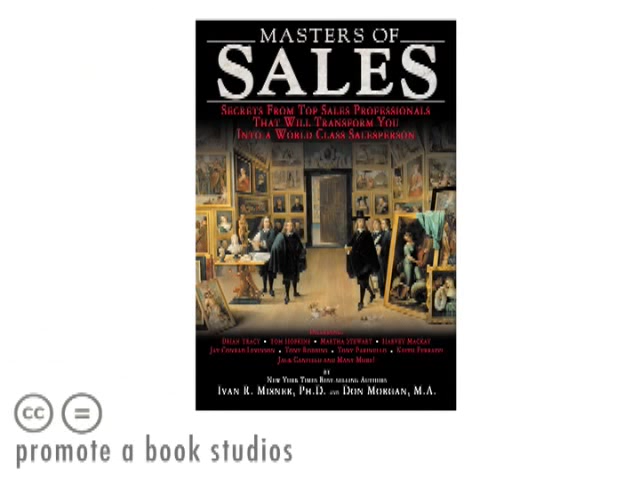 MASTERS OF
SALES
SECRETS FROM TOP SALES PROFESSIONALS
THAT WILL TRANSFORM YOU
INTO A WORLD CLASS SALESPERSON
BRIAN TRACY • TOM HOPKINS • MARTHA STEWART • HARVEY MACKAY
JAY CONRAD LEVINSON • TONY ROBBINS • TONY PARINELLO • KEITH FERRAZZI
JACK CANFIELD AND MANY MORE!
BY
NEW YORK TIMES BEST-SELLING AUTHORS
IVAN R. MISNER, PH.D. AND DON MORGAN, M.A.
cc =
promote a book studios